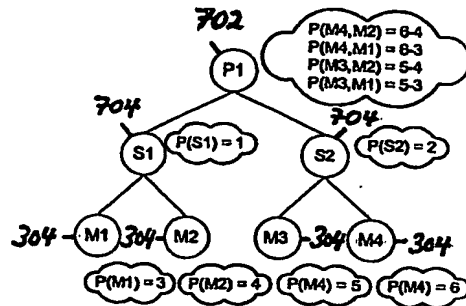 702
P(M4,M2) = 6-4
P(M4,M1) = 6-3
P(M3,M2) = 5-4
P(M3,M1) = 5-3
P1
704
704
S1
P(S1) = 1
S2
P(S2) = 2
304 M1 304 M2 M3 304 M4 304
P(M1) = 3 P(M2) = 4 P(M4) = 5 P(M4) = 6